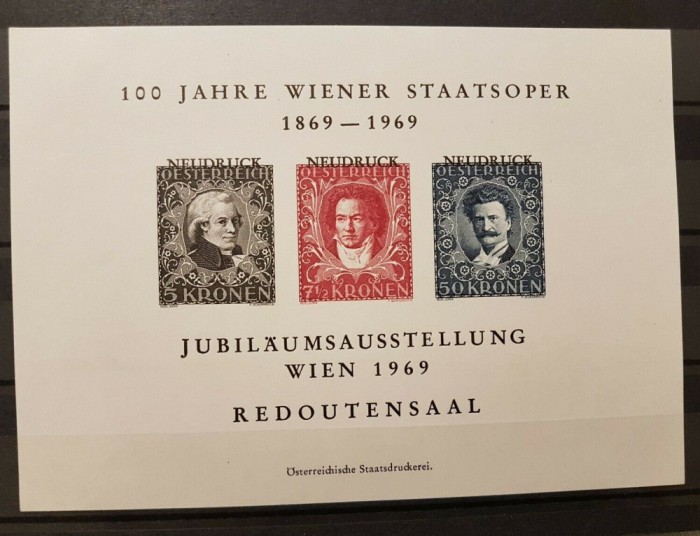 100 JAHRE WIENER STAATSOPER
1869 — 1969
NEUDRUCK NEUDRUCK NEUDRUCK
OESTERREICH OESTERREICH OESTERREICH
5 KRONEN 7½ KRONEN 50 KRONEN
JUBILÄUMSAUSSTELLUNG
WIEN 1969
REDOUTENSAAL
Österreichische Staatsdruckerei.